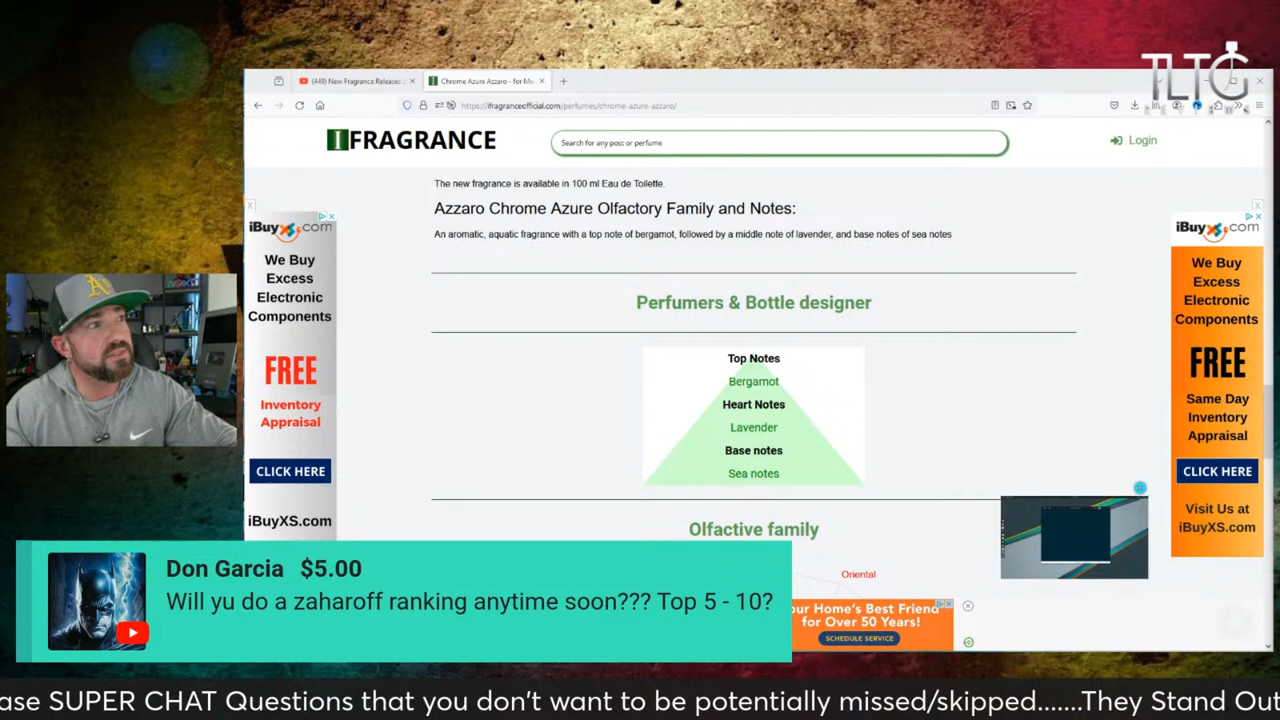 TLTG
REVIEWS
(449) New Fragrance Releases
Chrome Azure Azzaro - for Me
https://ifragranceofficial.com/perfumes/chrome-azure-azzaro/
IFRAGRANCE
Search for any post or perfume
Login
The new fragrance is available in 100 ml Eau de Toilette.
Azzaro Chrome Azure Olfactory Family and Notes:
An aromatic, aquatic fragrance with a top note of bergamot, followed by a middle note of lavender, and base notes of sea notes
Perfumers & Bottle designer
Top Notes
Bergamot
Heart Notes
Lavender
Base notes
Sea notes
Olfactive family
Oriental
iBuyXS.com
We Buy
Excess
Electronic
Components
FREE
Inventory
Appraisal
CLICK HERE
iBuyXS.com
iBuyXS.com
We Buy
Excess
Electronic
Components
FREE
Same Day
Inventory
Appraisal
CLICK HERE
Visit Us at
iBuyXS.com
our Home's Best Friend
for Over 50 Years!
SCHEDULE SERVICE
Don Garcia $5.00
Will yu do a zaharoff ranking anytime soon??? Top 5 - 10?
ase SUPER CHAT Questions that you don't want to be potentially missed/skipped.......They Stand Out